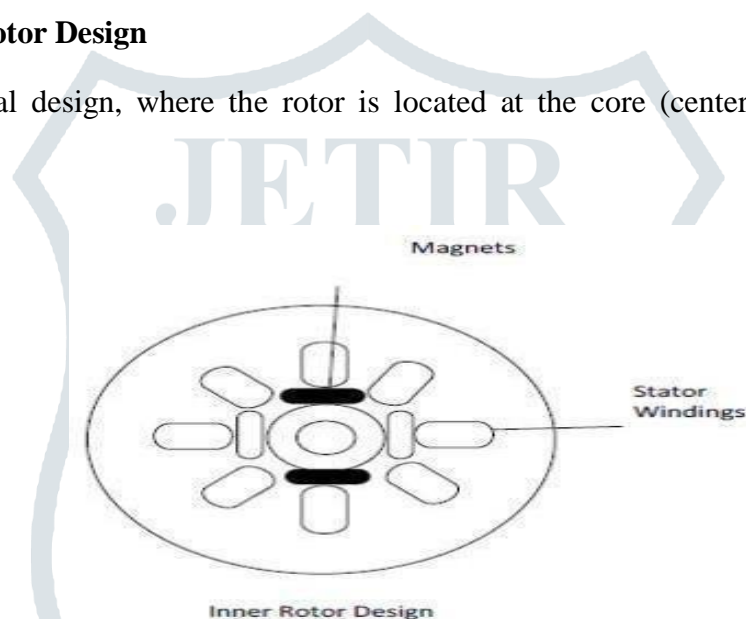 otor Design
al design, where the rotor is located at the core (center
JETIR
Magnets
Stator
Windings
Inner Rotor Design